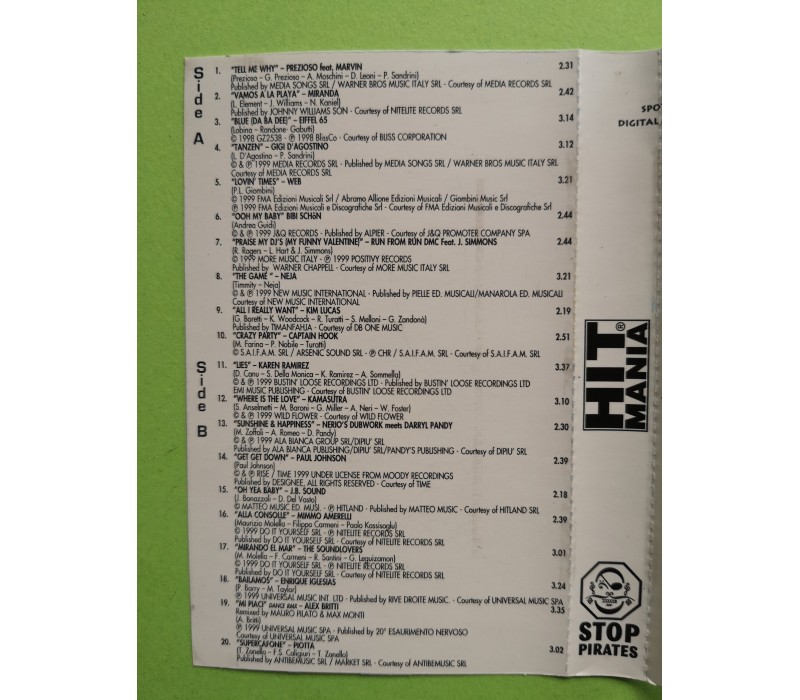 Side A
1. "TELL ME WHY" – PREZIOSO feat. MARVIN 2.31
(Prezioso - G. Prezioso - A. Moschini - D. Leoni - P. Sandrini)
Published by MEDIA SONGS SRL / WARNER BROS MUSIC ITALY SRL - Courtesy of MEDIA RECORDS SRL
2. "VAMOS A LA PLAYA" – MIRANDA 2.42
(L. Element - J. Williams - N. Kaniel)
Published by JOHNNY WILLIAMS SON - Courtesy of NITELITE RECORDS SRL
3. "BLUE (DA BA DEE)" – EIFFEL 65 3.14
(Lobina - Randone- Gabutti)
© 1998 GZ2538 - ℗ 1998 BlissCo - Courtesy of BLISS CORPORATION
4. "TANZEN" – GIGI D'AGOSTINO 3.12
(L. D'Agostino - P. Sandrini)
© & ℗ 1999 MEDIA RECORDS SRL - Published by MEDIA SONGS SRL / WARNER BROS MUSIC ITALY SRL
Courtesy of MEDIA RECORDS SRL
5. "LOVIN' TIMES" – WEB 3.21
(P.L. Giombini)
© 1999 FMA Edizioni Musicali Srl / Abramo Allione Edizioni Musicali / Giombini Music Srl
℗ 1999 FMA Edizioni Musicali e Discografiche Srl - Courtesy of FMA Edizioni Musicali e Discografiche Srl
6. "OOH MY BABY" BIBI SCHöN 2.44
(Andrea Guidi)
© & ℗ 1999 J&Q RECORDS - Published by ALPIER - Courtesy of J&Q PROMOTER COMPANY SPA
7. "PRAISE MY DJ'S (MY FUNNY VALENTINE)" – RUN FROM RUN DMC Feat. J. SIMMONS 2.44
(R. Rogers – L. Hart & J. Simmons)
© 1999 MORE MUSIC ITALY - ℗ 1999 POSITIVY RECORDS
Published by WARNER CHAPPELL - Courtesy of MORE MUSIC ITALY SRL
8. "THE GAME" – NEJA 3.21
(Timmity – Neja)
© & ℗ 1999 NEW MUSIC INTERNATIONAL - Published by PIELLE ED. MUSICALI/MANAROLA ED. MUSICALI
Courtesy of NEW MUSIC INTERNATIONAL
9. "ALL I REALLY WANT" – KIM LUCAS 2.19
(G. Boretti – K. Woodcock – R. Turatti – S. Melloni – G. Zandonà)
Published by TIMANFAHJA - Courtesy of DB ONE MUSIC
10. "CRAZY PARTY" – CAPTAIN HOOK 2.51
(M. Farina – P. Nobile - Turatti)
© S.A.I.F.A.M. SRL / ARSENIC SOUND SRL - ℗ CHR / S.A.I.F.A.M. SRL - Courtesy of S.A.I.F.A.M. SRL
Side B
11. "LIES" – KAREN RAMIREZ 3.37
(D. Canu – S. Della Monica – K. Ramirez – A. Sommella)
© & ℗ 1999 BUSTIN' LOOSE RECORDINGS LTD - Published by BUSTIN' LOOSE RECORDINGS LTD
EMI MUSIC PUBLISHING - Courtesy of BUSTIN' LOOSE RECORDINGS LTD
12. "WHERE IS THE LOVE" – KAMASUTRA 3.10
(S. Anselmetti – M. Baroni – G. Miller – A. Neri – W. Foster)
© & ℗ 1999 WILD FLOWER - Courtesy of WILD FLOWER
13. "SUNSHINE & HAPPINESS" – NERIO'S DUBWORK meets DARRYL PANDY 2.30
(M. Zaffoli – A. Romeo – D. Pandy)
© & ℗ 1999 ALA BIANCA GROUP SRL/DIPIU' SRL
Published by ALA BIANCA PUBLISHING/DIPIU' SRL/PANDY'S PUBLISHING - Courtesy of DIPIU' SRL
14. "GET GET DOWN" – PAUL JOHNSON 2.39
(Paul Johnson)
© & ℗ RISE / TIME 1999 UNDER LICENSE FROM MOODY RECORDINGS
Published by DESIGNEE, ALL RIGHTS RESERVED - Courtesy of TIME
15. "OH YEA BABY" – J.B. SOUND 2.18
(J. Bonazzoli – D. Del Vasto)
© MATTEO MUSIC ED. MUSI. - ℗ HITLAND - Published by MATTEO MUSIC - Courtesy of HITLAND SRL
16. "ALLA CONSOLLE" – MIMMO AMERELLI 2.39
(Maurizio Molella – Filippo Carmeni – Paolo Kassisoglu)
© 1999 DO IT YOURSELF SRL - ℗ NITELITE RECORDS SRL
Published by DO IT YOURSELF SRL - Courtesy of NITELITE RECORDS SRL
17. "MIRANDO EL MAR" – THE SOUNDLOVERS 3.01
(M. Molella – F. Carmeni – R. Santini – G. Leguizamon)
© 1999 DO IT YOURSELF SRL - ℗ NITELITE RECORDS SRL
Published by DO IT YOURSELF SRL - Courtesy of NITELITE RECORDS SRL
18. "BAILAMOS" – ENRIQUE IGLESIAS 3.24
(P. Barry – M. Taylor)
℗ 1999 UNIVERSAL MUSIC INT. LTD - Published by RIVE DROITE MUSIC. - Courtesy of UNIVERSAL MUSIC SPA
19. "MI PIACI" DANCE RMX – ALEX BRITTI 3.35
Remixed by MAURO PILATO & MAX MONTI
(A. Britti)
℗ 1999 UNIVERSAL MUSIC SPA - Published by 20° ESAURIMENTO NERVOSO
Courtesy of UNIVERSAL MUSIC SPA
20. "SUPERCAFONE" – PIOTTA 3.02
(T. Zanello – F.S. Caligiuri – T. Zanello)
Published by ANTIBEMUSIC SRL / MARKET SRL - Courtesy of ANTIBEMUSIC SRL
SPO
DIGITAL/
HIT®
MANIA
STOP
PIRATES